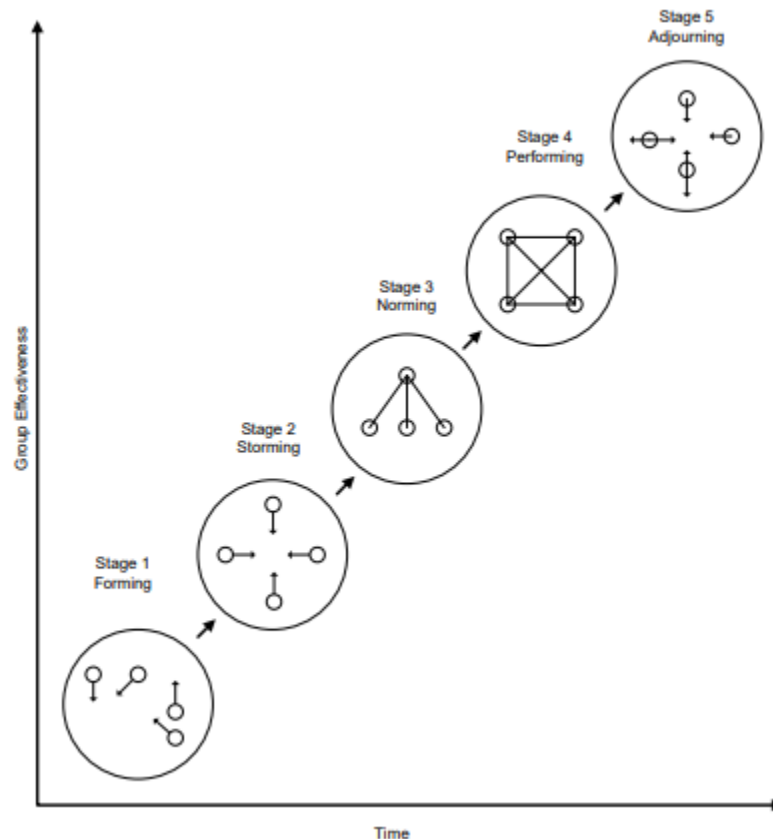 Stage 5
Adjourning
Stage 4
Performing
Stage 3
Norming
Stage 2
Storming
Stage 1
Forming
Group Effectiveness
Time